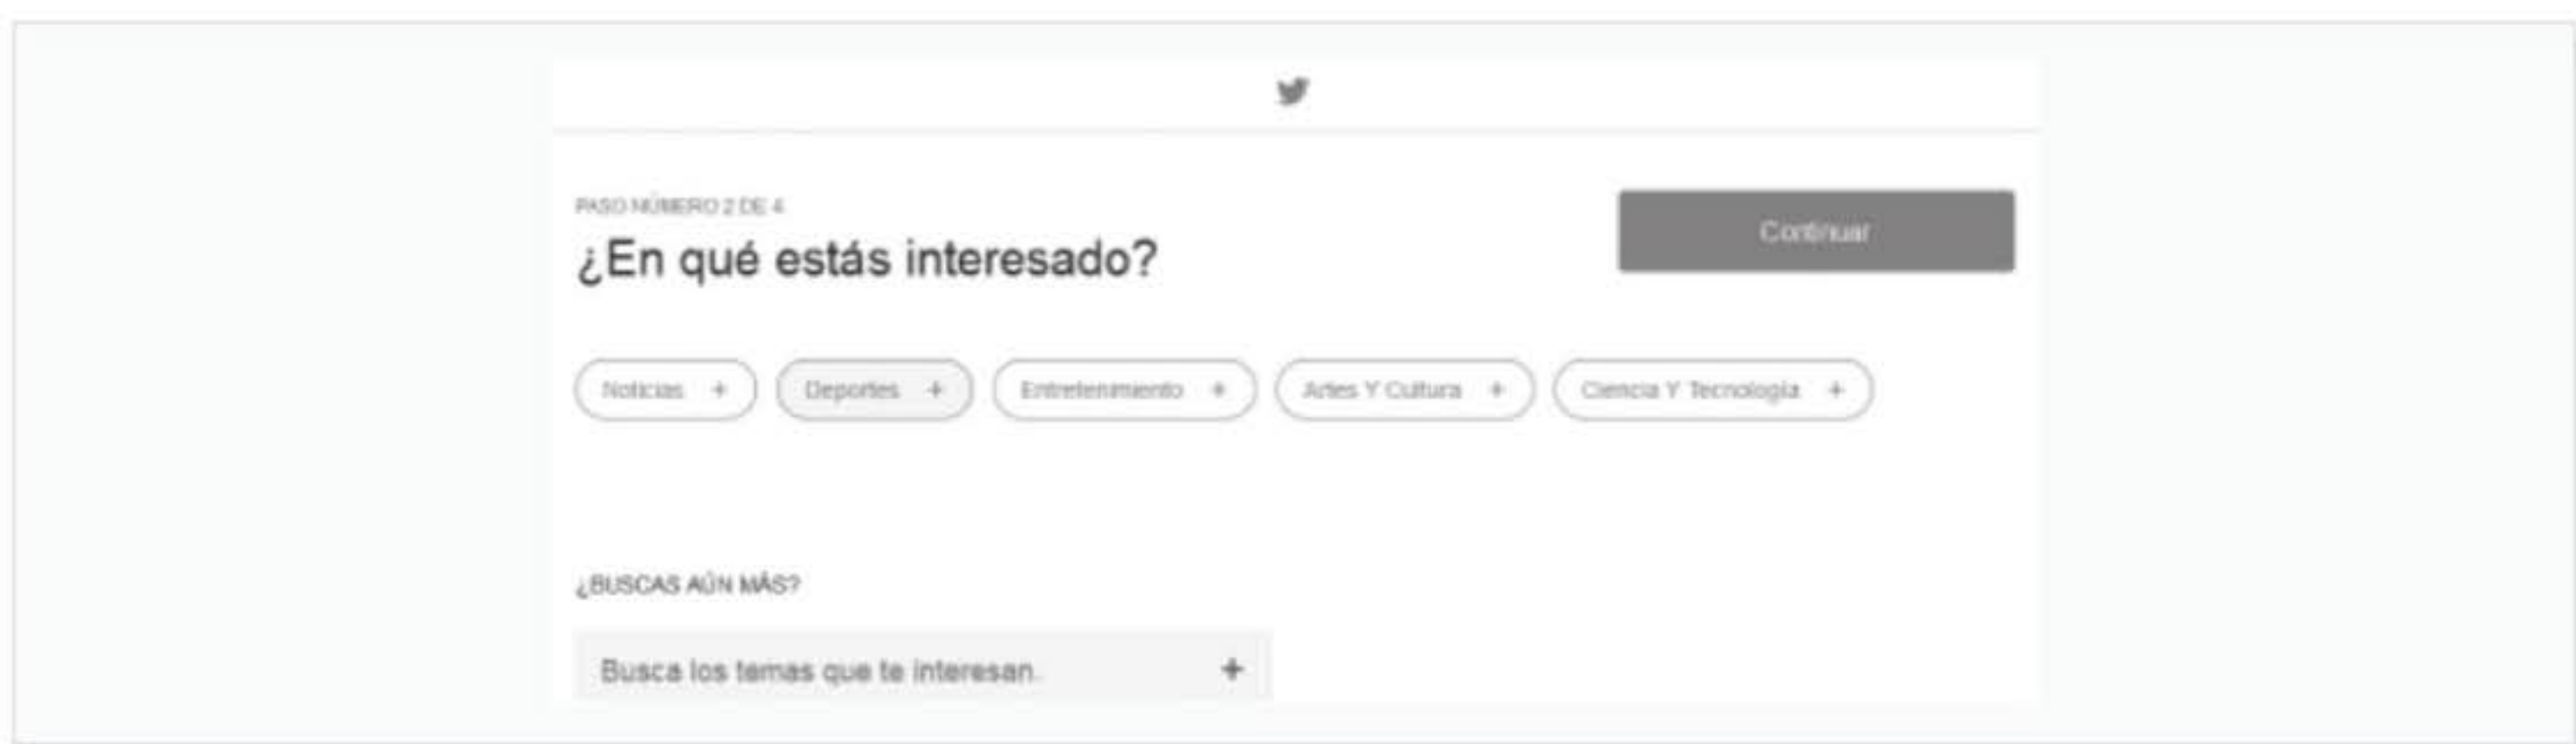 PASO NÚMERO 2 DE 4
¿En qué estás interesado?
Continuar
Noticias + Deportes + Entretenimiento + Artes Y Cultura + Ciencia Y Tecnología +
¿BUSCAS AÚN MÁS?
Busca los temas que te interesan. +